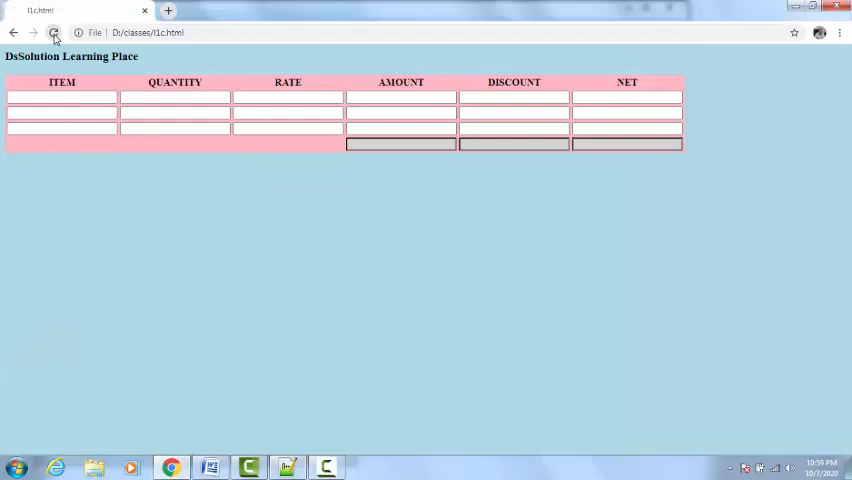 l1c.html
File D:/classes/l1c.html
DsSolution Learning Place
ITEM QUANTITY RATE AMOUNT DISCOUNT NET
10:59 PM
10/7/2020